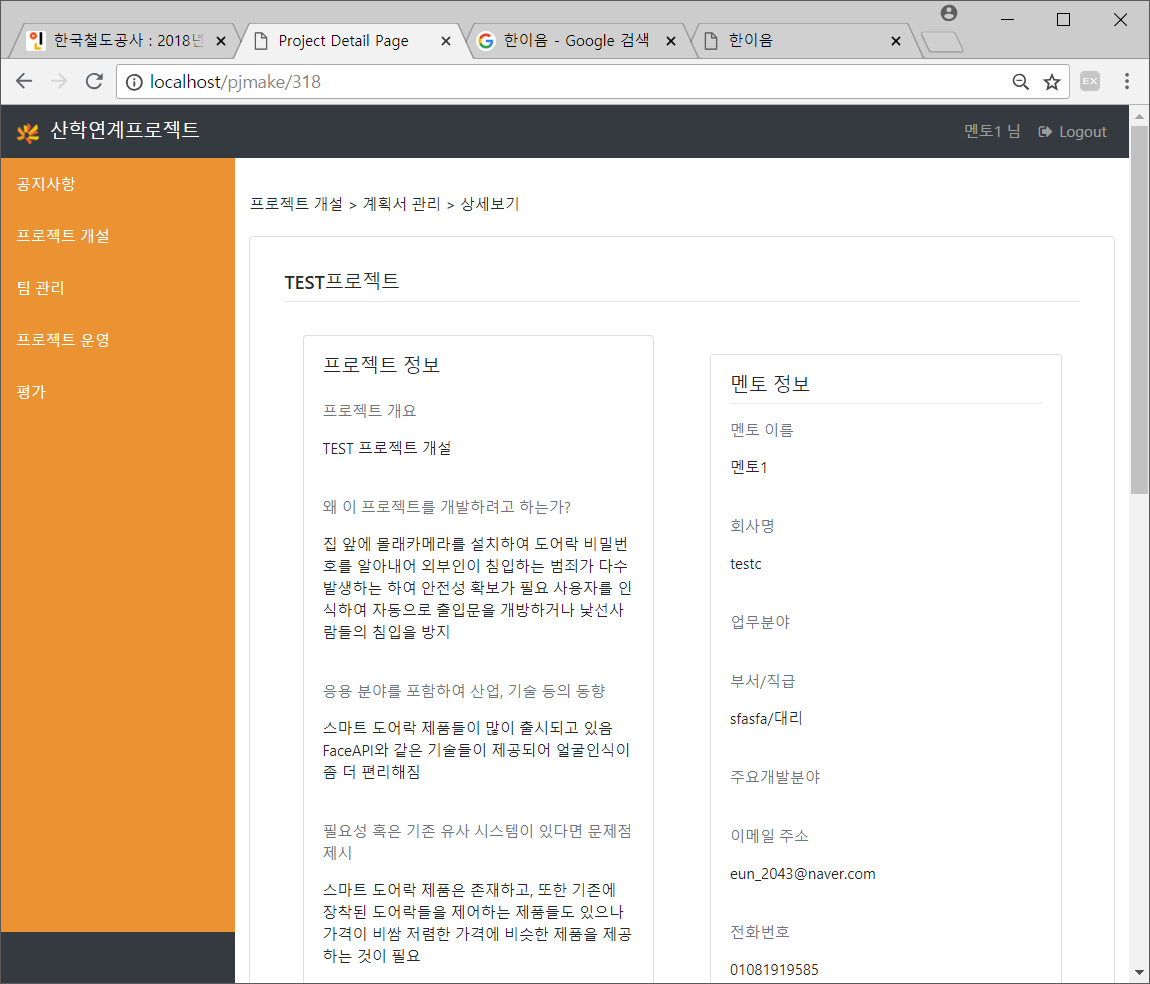 한국철도공사 : 2018년
Project Detail Page
한이음 - Google 검색
한이음
localhost/pjmake/318
EX
산학연계프로젝트
멘토1 님
Logout
공지사항
프로젝트 개설
팀 관리
프로젝트 운영
평가
프로젝트 개설 > 계획서 관리 > 상세보기
TEST프로젝트
프로젝트 정보
프로젝트 개요
TEST 프로젝트 개설
왜 이 프로젝트를 개발하려고 하는가?
집 앞에 몰래카메라를 설치하여 도어락 비밀번
호를 알아내어 외부인이 침입하는 범죄가 다수
발생하는 하여 안전성 확보가 필요 사용자를 인
식하여 자동으로 출입문을 개방하거나 낯선사
람들의 침입을 방지
응용 분야를 포함하여 산업, 기술 등의 동향
스마트 도어락 제품들이 많이 출시되고 있음
FaceAPI와 같은 기술들이 제공되어 얼굴인식이
좀 더 편리해짐
필요성 혹은 기존 유사 시스템이 있다면 문제점
제시
스마트 도어락 제품은 존재하고, 또한 기존에
장착된 도어락들을 제어하는 제품들도 있으나
가격이 비쌈 저렴한 가격에 비슷한 제품을 제공
하는 것이 필요
멘토 정보
멘토 이름
멘토1
회사명
testc
업무분야
부서/직급
sfasfa/대리
주요개발분야
이메일 주소
eun_2043@naver.com
전화번호
01081919585